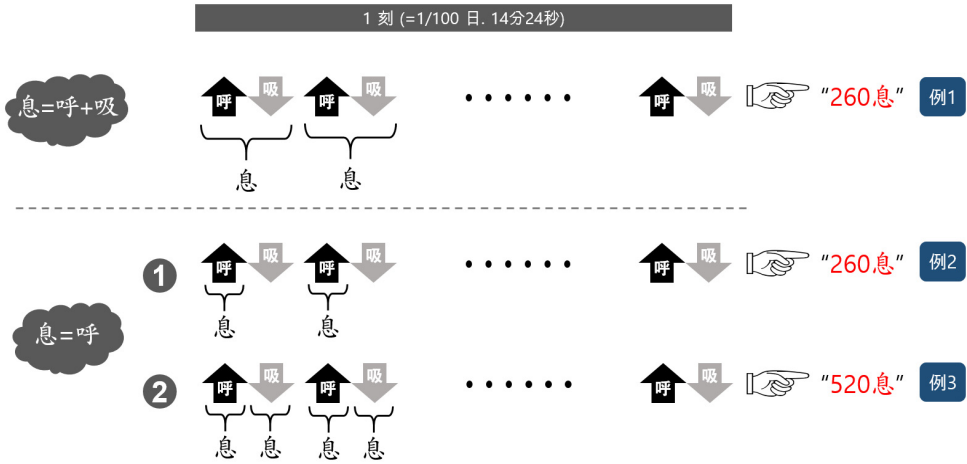 1 刻 (=1/100 日. 14分24秒)
息=呼+吸
呼 吸 呼 吸 • • • • • • 呼 吸 "260息" 例1
息 息
1 呼 吸 呼 吸 • • • • • • 呼 吸 "260息" 例2
息 息
息=呼
2 呼 吸 呼 吸 • • • • • • 呼 吸 "520息" 例3
息 息 息 息